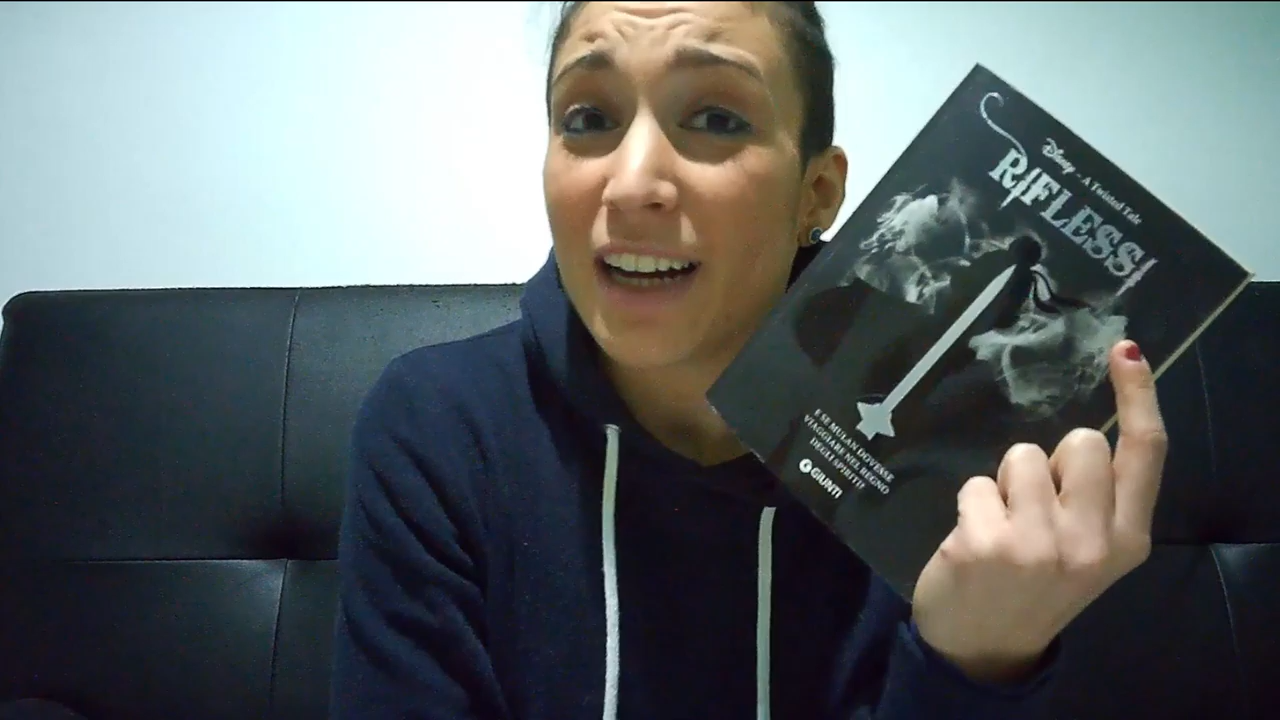 Disney - A Twisted Tale
RIFLESSI
E SE MULAN DOVESSE
VIAGGIARE NEL REGNO
DEGLI SPIRITI?
GIUNTI